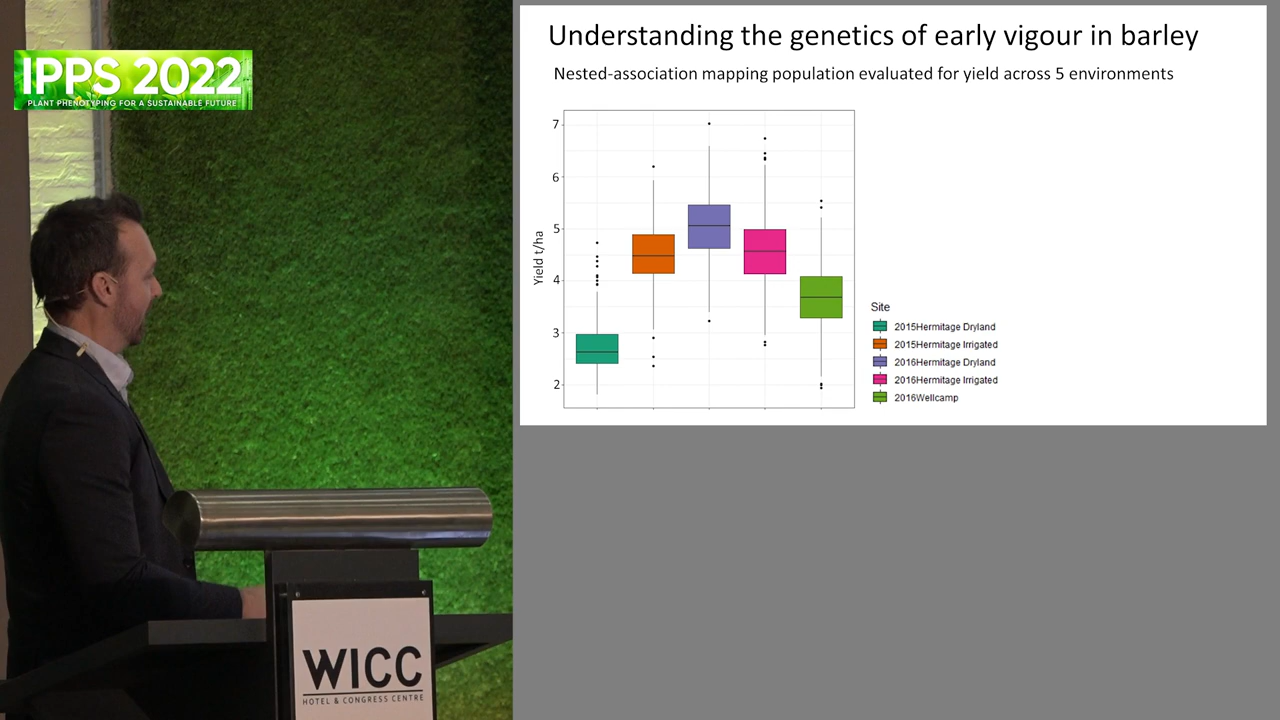 IPPS 2022
PLANT PHENOTYPING FOR A SUSTAINABLE FUTURE
Understanding the genetics of early vigour in barley
Nested-association mapping population evaluated for yield across 5 environments
7
6
5
4
3
2
Yield t/ha
Site
2015Hermitage Dryland
2015Hermitage Irrigated
2016Hermitage Dryland
2016Hermitage Irrigated
2016Wellcamp
WICC
HOTEL & CONGRESS CENTRE